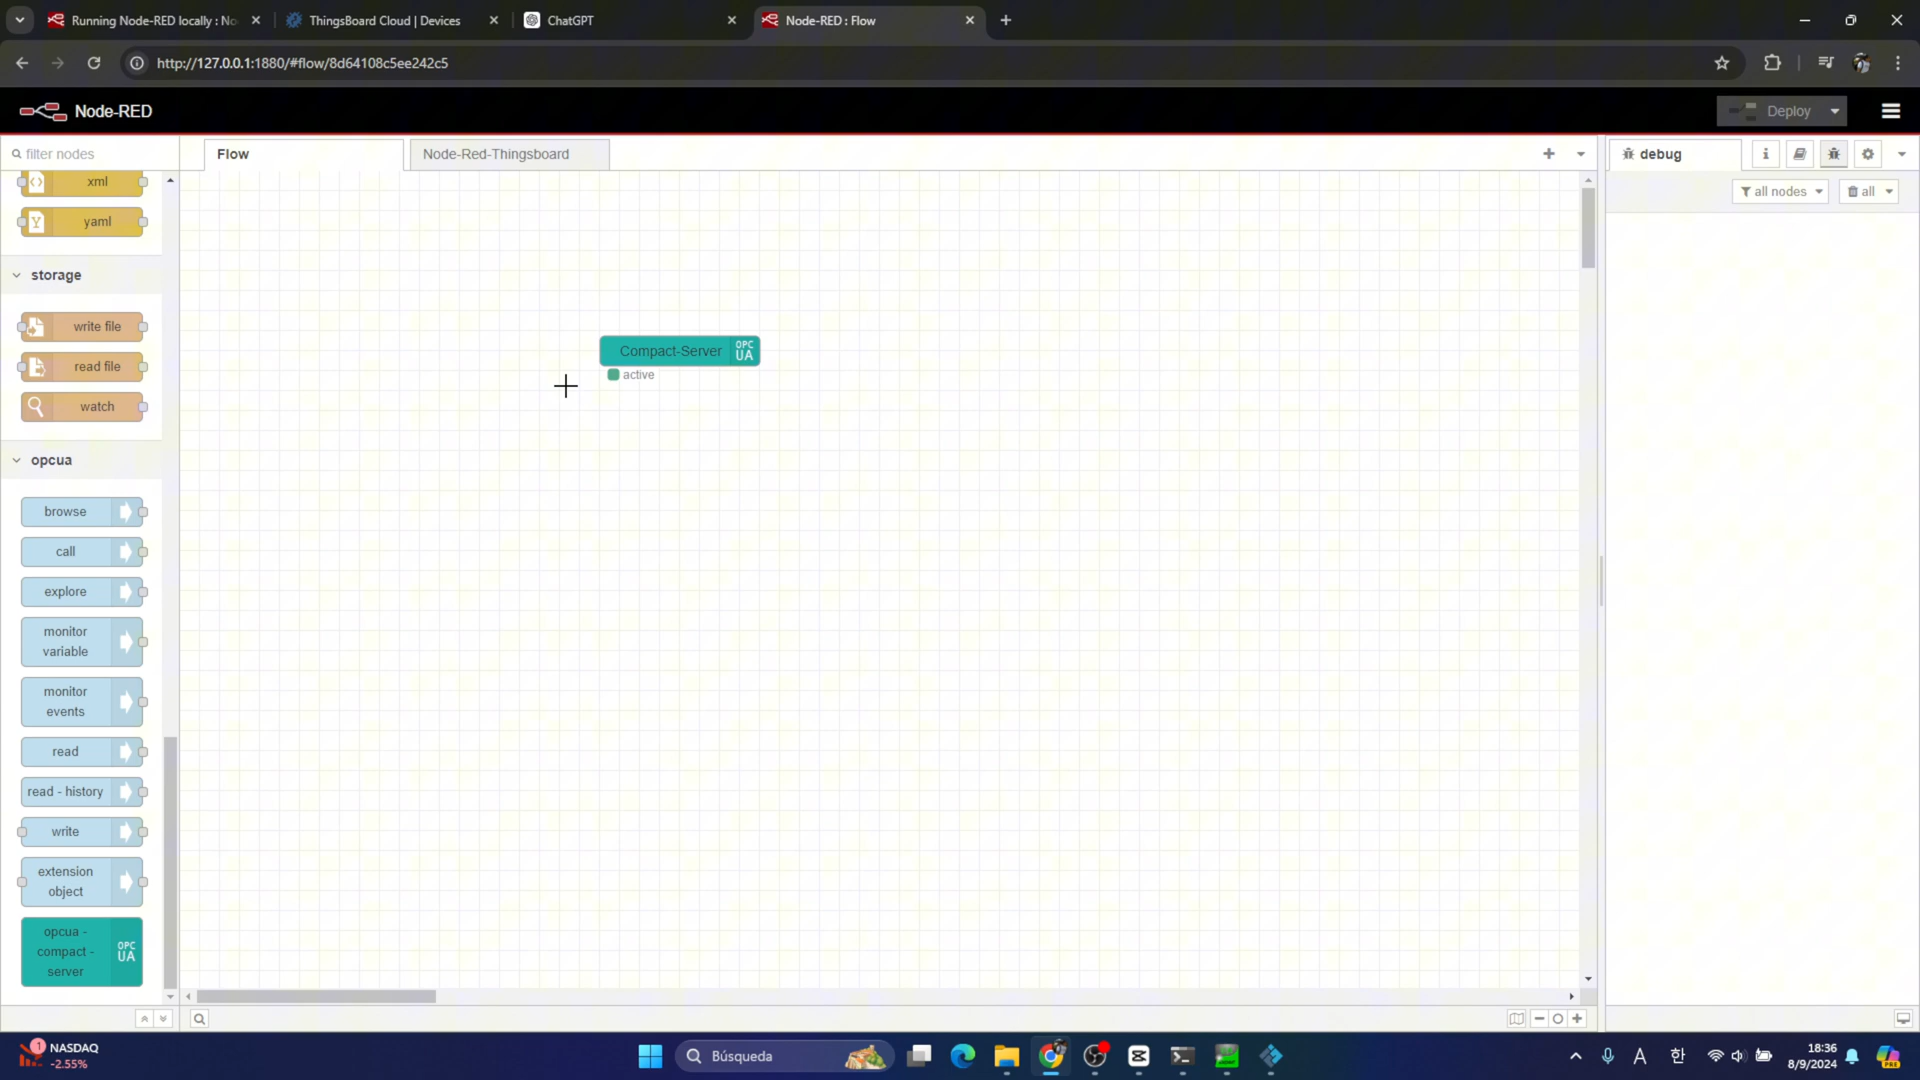 Running Node-RED locally : No
ThingsBoard Cloud | Devices
ChatGPT
Node-RED : Flow
http://127.0.0.1:1880/#flow/8d64108c5ee242c5
Node-RED
Deploy
filter nodes
Flow
Node-Red-Thingsboard
debug
i
all nodes
all
xml
yaml
Y
storage
write file
read file
watch
opcua
browse
call
explore
monitor
variable
monitor
events
read
read - history
write
extension
object
opcua -
compact -
server
OPC
UA
Compact-Server
OPC
UA
active
1
NASDAQ
-2.55%
Búsqueda
A
한
18:36
8/9/2024
PRE